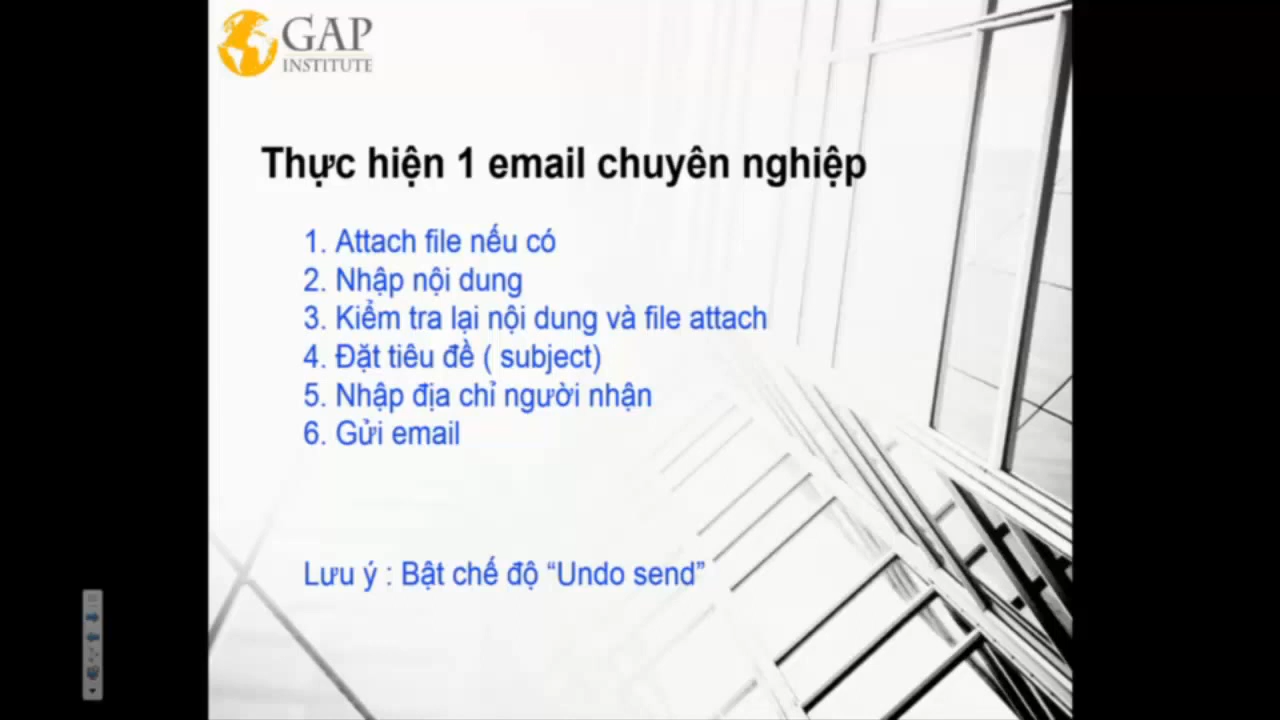 GAP
INSTITUTE
Thực hiện 1 email chuyên nghiệp
1. Attach file nếu có
2. Nhập nội dung
3. Kiểm tra lại nội dung và file attach
4. Đặt tiêu đề ( subject)
5. Nhập địa chỉ người nhận
6. Gửi email
Lưu ý : Bật chế độ “Undo send”